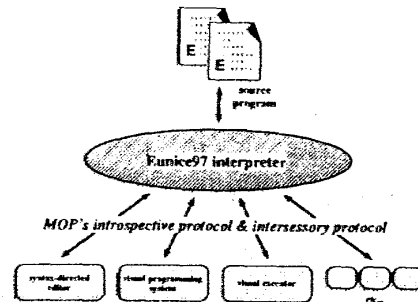 E
E
source
program
Eunice97 interpreter
MOP's introspective protocol & intersessory protocol
syntax-directed
editor
visual programming
system
visual executor
etc.